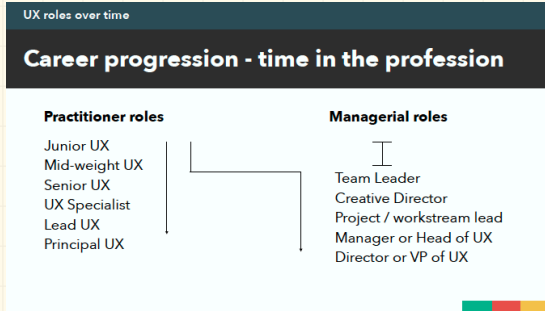 UX roles over time
Career progression - time in the profession
Practitioner roles
Junior UX
Mid-weight UX
Senior UX
UX Specialist
Lead UX
Principal UX
Managerial roles
Team Leader
Creative Director
Project / workstream lead
Manager or Head of UX
Director or VP of UX